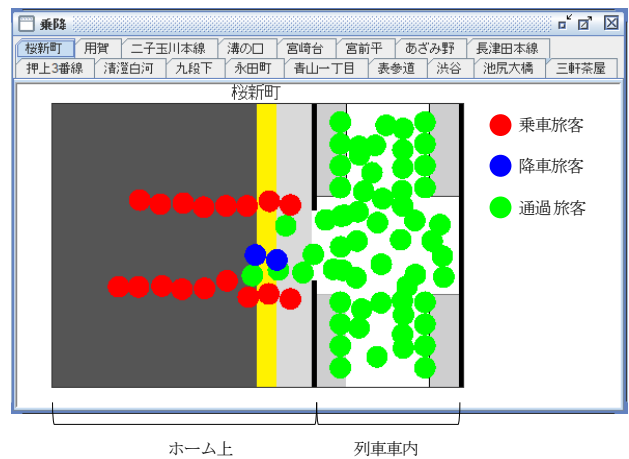 乗降
桜新町 用賀 二子玉川本線 溝の口 宮崎台 宮前平 あざみ野 長津田本線
押上3番線 清澄白河 九段下 永田町 青山一丁目 表参道 渋谷 池尻大橋 三軒茶屋
桜新町
乗車旅客
降車旅客
通過旅客
ホーム上 列車車内